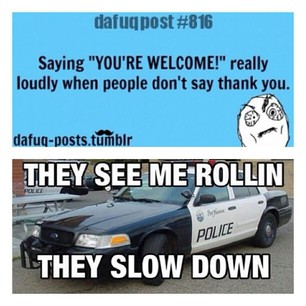 dafuqpost #816
Saying "YOU'RE WELCOME!" really
loudly when people don't say thank you.
dafuq-posts.tumblr
THEY SEE ME ROLLIN
POLICE
POLICE
THEY SLOW DOWN